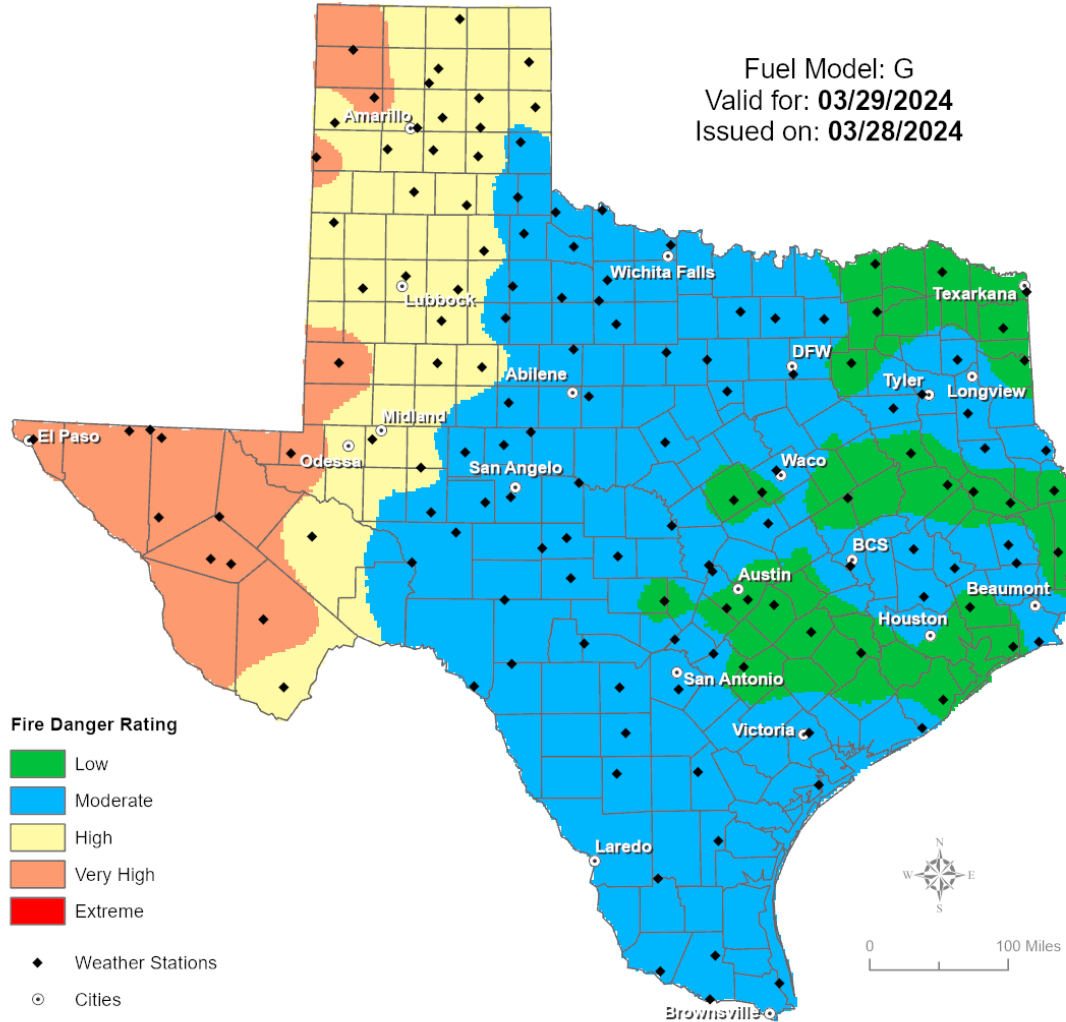 Fuel Model: G
Valid for: 03/29/2024
Issued on: 03/28/2024
Amarillo
Wichita Falls
Lubbock
Texarkana
DFW
Abilene
Tyler
Longview
Midland
El Paso
Odessa
San Angelo
Waco
BCS
Austin
Beaumont
Houston
San Antonio
Victoria
Laredo
Brownsville
Fire Danger Rating
Low
Moderate
High
Very High
Extreme
Weather Stations
Cities
N
W E
S
0 100 Miles